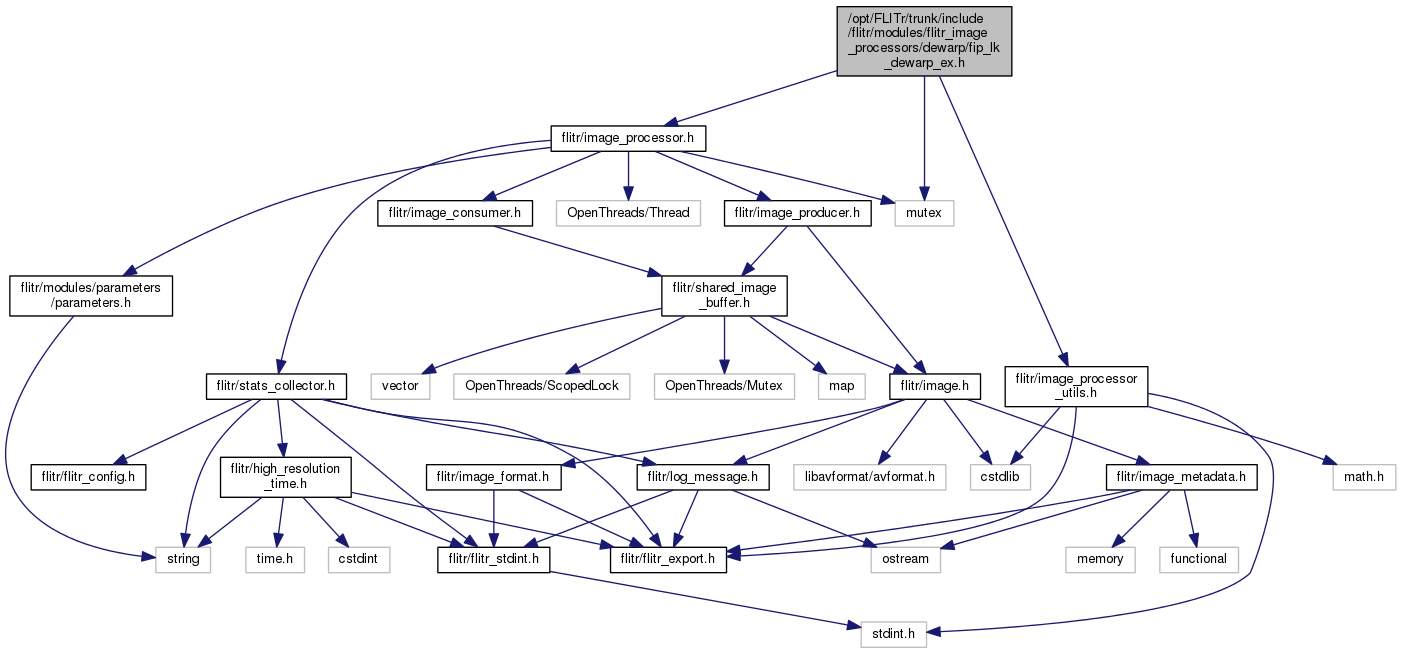 /opt/FLITr/trunk/include
/flitr/modules/flitr_image
_processors/dewarp/fip_lk
_dewarp_ex.h
flitr/image_processor.h
flitr/image_consumer.h
OpenThreads/Thread
flitr/image_producer.h
mutex
flitr/modules/parameters
/parameters.h
flitr/shared_image
_buffer.h
flitr/stats_collector.h
vector
OpenThreads/ScopedLock
OpenThreads/Mutex
map
flitr/image.h
flitr/image_processor
_utils.h
flitr/flitr_config.h
flitr/high_resolution
_time.h
flitr/image_format.h
flitr/log_message.h
libavformat/avformat.h
cstdlib
flitr/image_metadata.h
math.h
string
time.h
cstdint
flitr/flitr_stdint.h
flitr/flitr_export.h
ostream
memory
functional
stdint.h